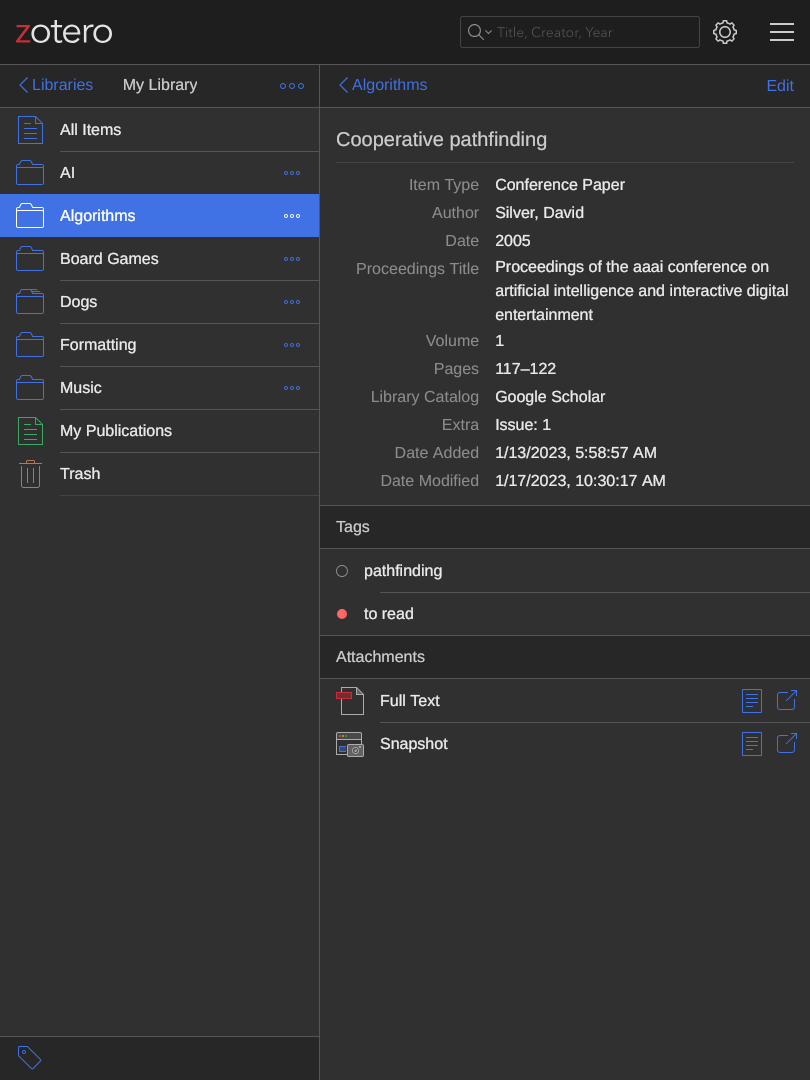 zotero
Title, Creator, Year
Libraries
My Library
All Items
AI
Algorithms
Board Games
Dogs
Formatting
Music
My Publications
Trash
Algorithms
Edit
Cooperative pathfinding
Item Type Conference Paper
Author Silver, David
Date 2005
Proceedings Title Proceedings of the aaai conference on
artificial intelligence and interactive digital
entertainment
Volume 1
Pages 117–122
Library Catalog Google Scholar
Extra Issue: 1
Date Added 1/13/2023, 5:58:57 AM
Date Modified 1/17/2023, 10:30:17 AM
Tags
pathfinding
to read
Attachments
Full Text
Snapshot